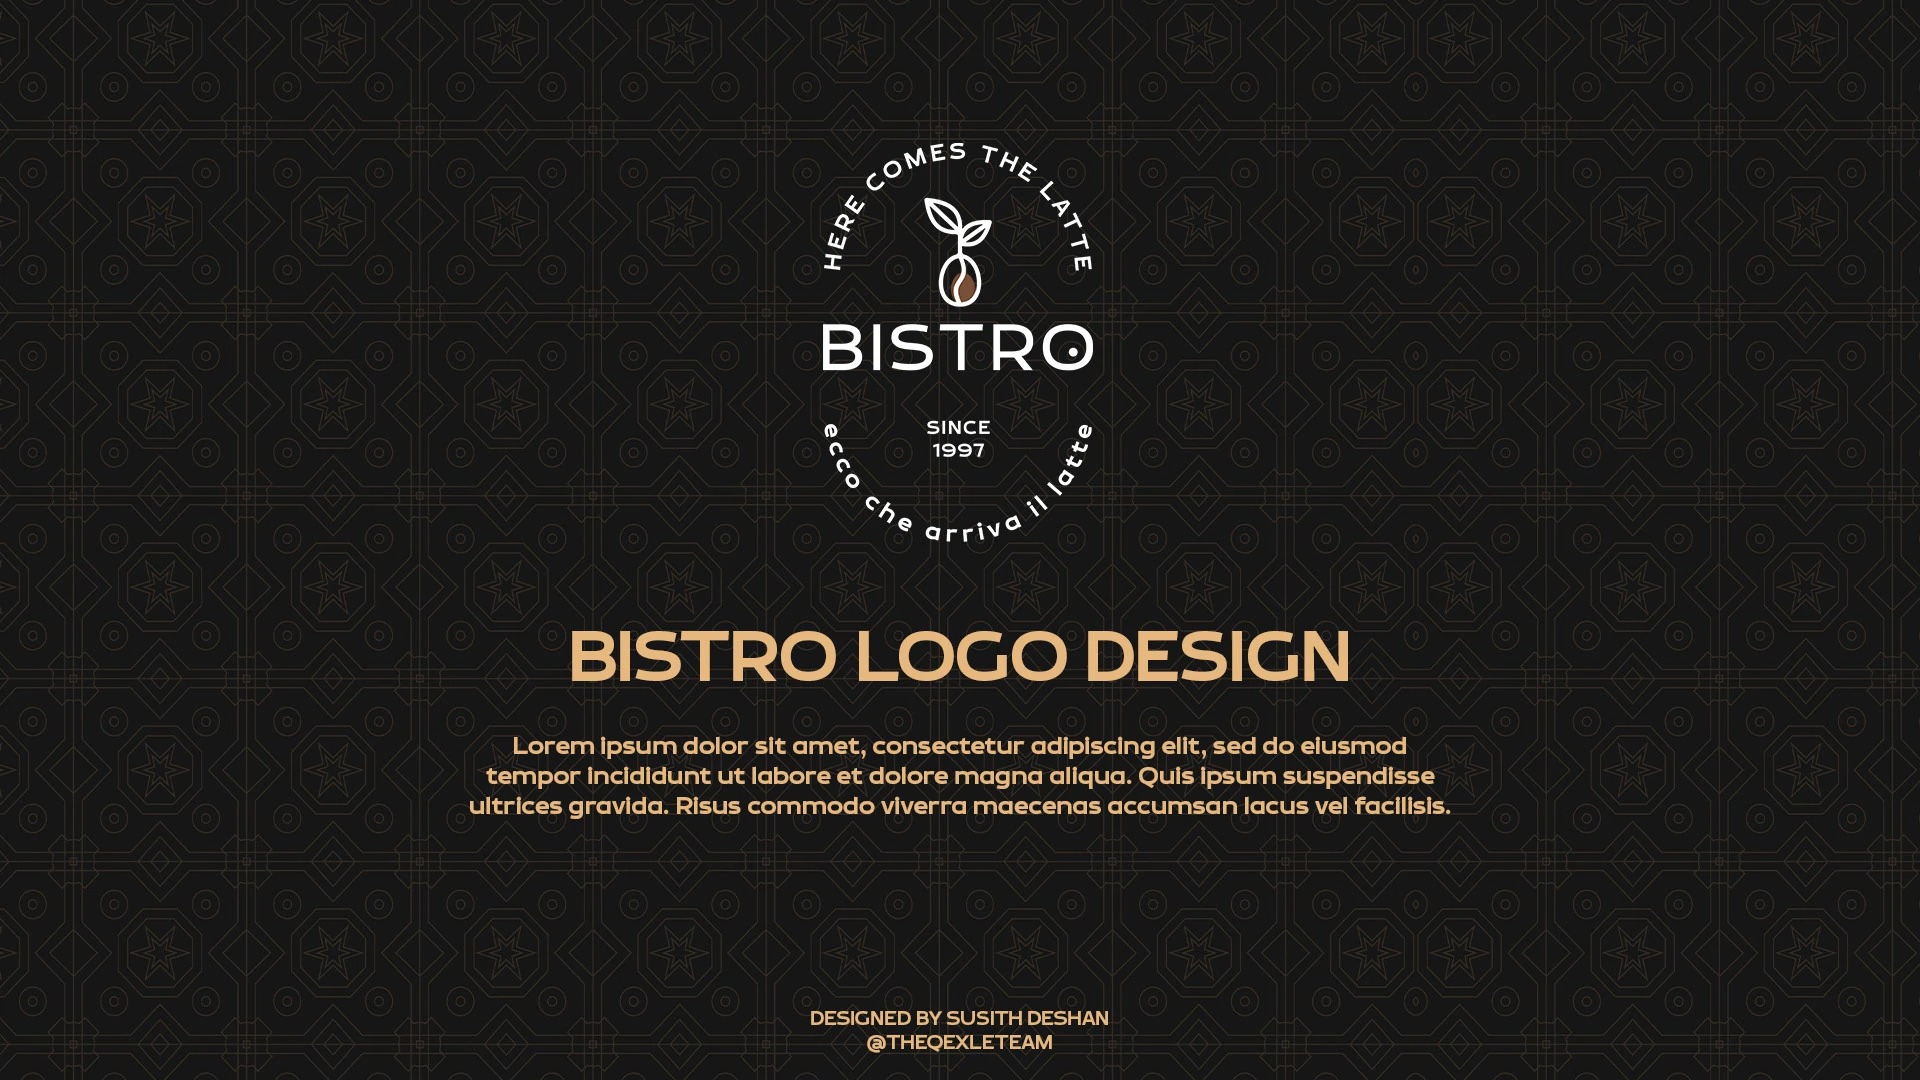 HERE COMES THE LATTE
BISTRO
SINCE
1997
ecco che arriva il latte
BISTRO LOGO DESIGN
Lorem ipsum dolor sit amet, consectetur adipiscing elit, sed do eiusmod
tempor incididunt ut labore et dolore magna aliqua. Quis ipsum suspendisse
ultrices gravida. Risus commodo viverra maecenas accumsan lacus vel facilisis.
DESIGNED BY SUSITH DESHAN
@THEQEXLETEAM